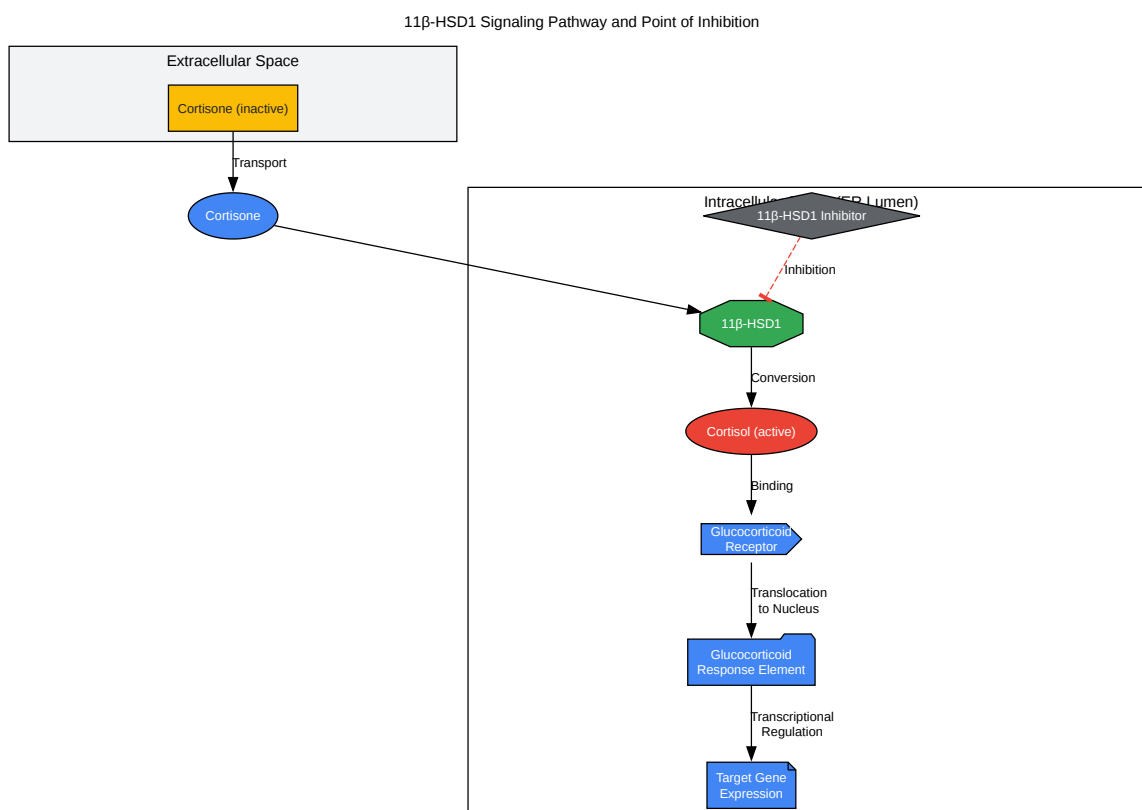 11β-HSD1 Signaling Pathway and Point of Inhibition
Extracellular Space
Cortisone (inactive)
Transport
Cortisone
Lumen)
11β-HSD1 Inhibitor
Inhibition
11β-HSD1
Conversion
Cortisol (active)
Binding
Glucocorticoid
Receptor
Translocation
to Nucleus
Glucocorticoid
Response Element
Transcriptional
Regulation
Target Gene
Expression